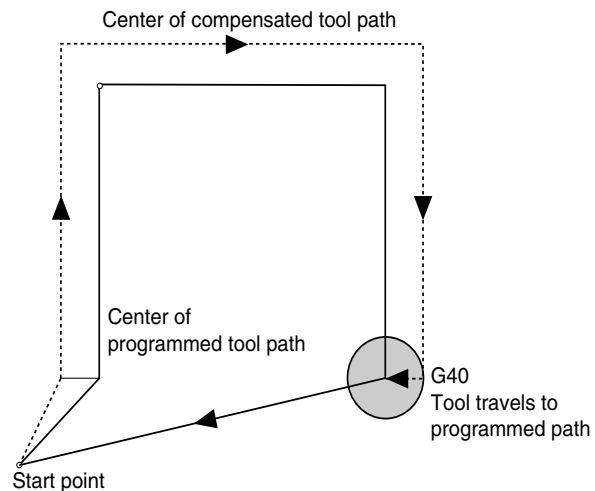 Center of compensated tool path
Center of
programmed tool path
G40
Tool travels to
programmed path
Start point